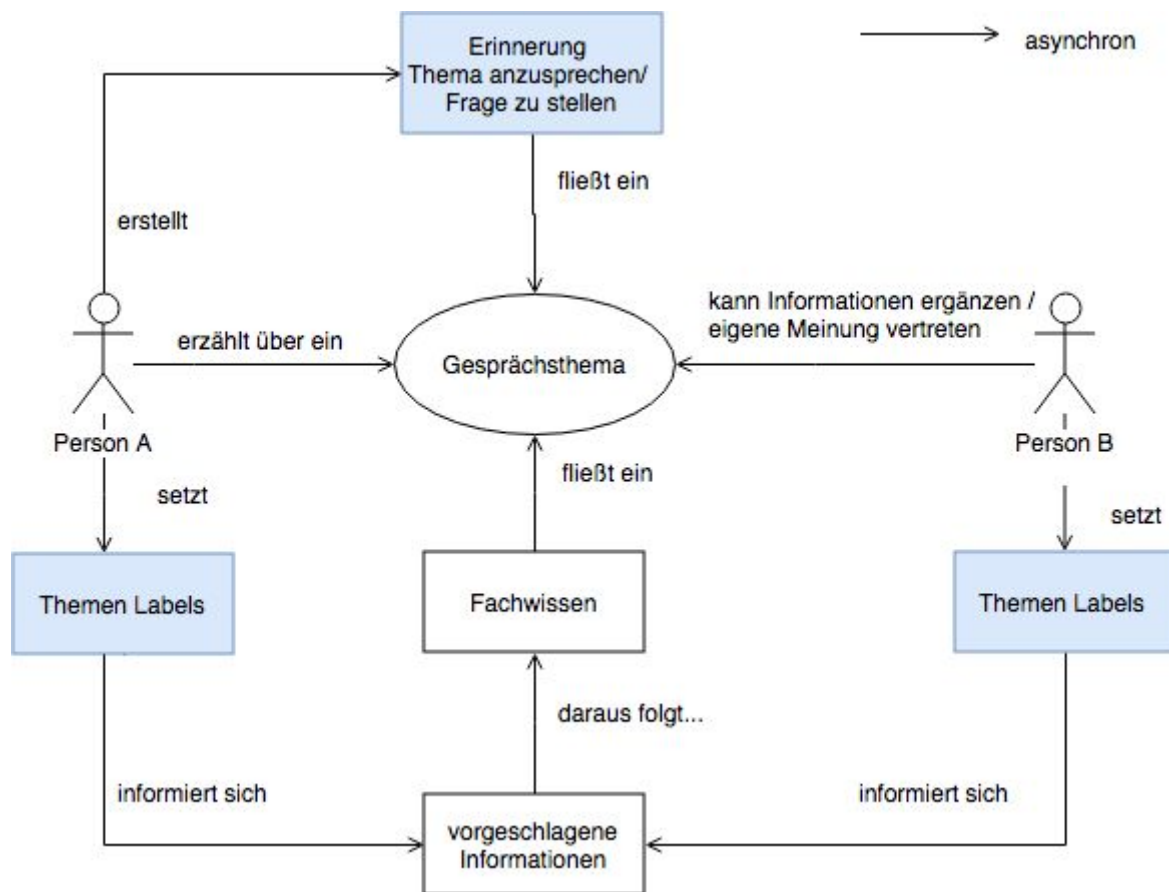 Erinnerung
Thema anzusprechen/
Frage zu stellen
asynchron
fließt ein
erstellt
kann Informationen ergänzen /
eigene Meinung vertreten
erzählt über ein
Gesprächsthema
Person A
Person B
fließt ein
setzt
setzt
Themen Labels
Fachwissen
Themen Labels
daraus folgt...
informiert sich
informiert sich
vorgeschlagene
Informationen